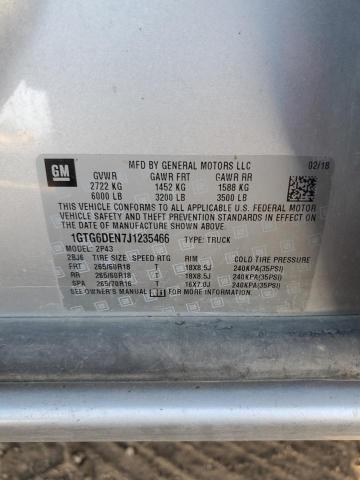 GM
MFD BY GENERAL MOTORS LLC 02/18
GVWR GAWR FRT GAWR RR
2722 KG 1452 KG 1588 KG
6000 LB 3200 LB 3500 LB
THIS VEHICLE CONFORMS TO ALL APPLICABLE U.S. FEDERAL MOTOR
VEHICLE SAFETY AND THEFT PREVENTION STANDARDS IN EFFECT ON
THE DATE OF MANUFACTURE SHOWN ABOVE.
1GTG6DEN7J1235466 TYPE: TRUCK
MODEL: 2P43
28J6 TIRE SIZE SPEED RTG RIM COLD TIRE PRESSURE
FRT 265/60R18 T 18X8.5J 240KPA(35PSI)
RR 265/60R18 T 18X8.5J 240KPA(35PSI)
SPA 265/70R16 T 16X7.0J 240KPA(35PSI)
SEE OWNER'S MANUAL FOR MORE INFORMATION.